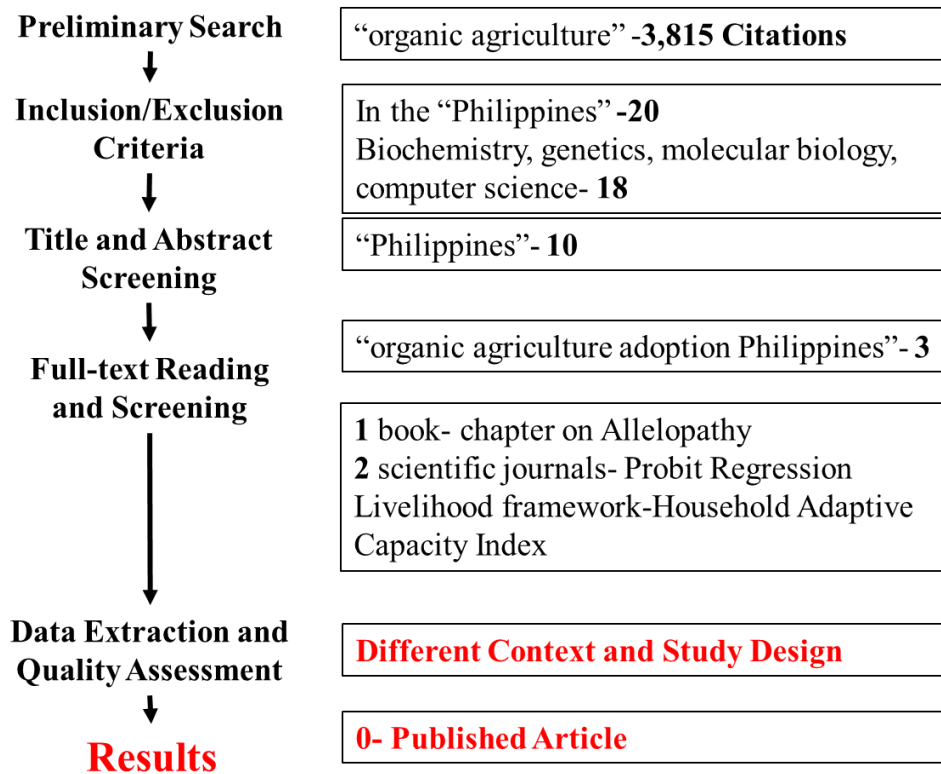 Preliminary Search
“organic agriculture” -3,815 Citations
Inclusion/Exclusion
Criteria
In the “Philippines” -20
Biochemistry, genetics, molecular biology,
computer science- 18
Title and Abstract
Screening
“Philippines”- 10
Full-text Reading
and Screening
“organic agriculture adoption Philippines”- 3
1 book- chapter on Allelopathy
2 scientific journals- Probit Regression
Livelihood framework-Household Adaptive
Capacity Index
Data Extraction and
Quality Assessment
Different Context and Study Design
Results
0- Published Article